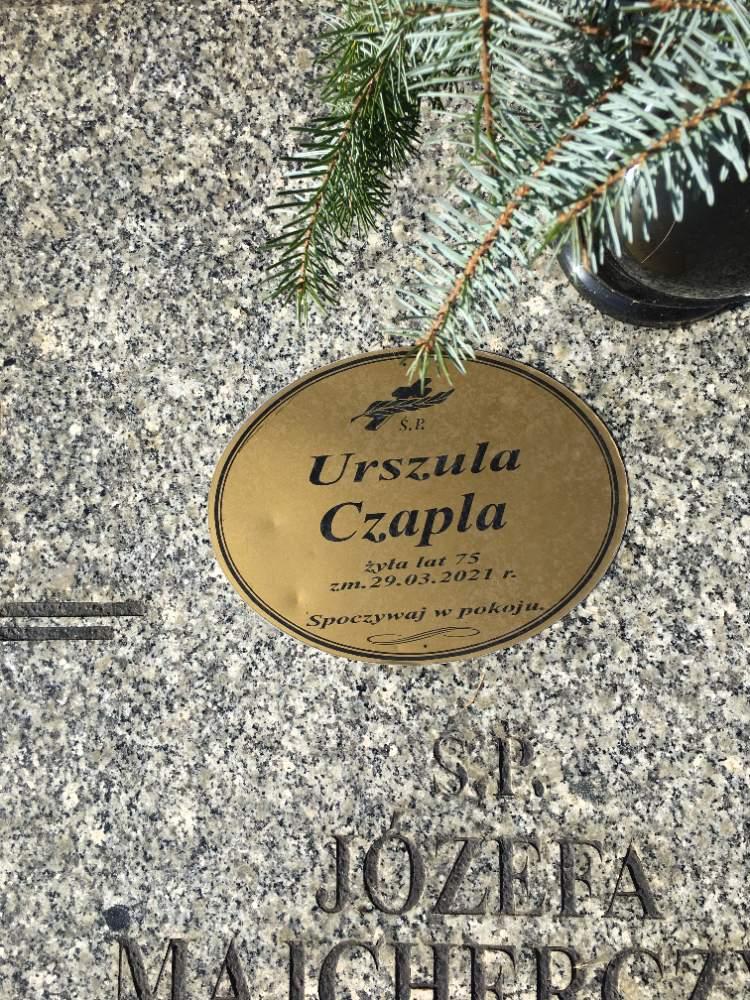 Ś.P.
Urszula
Czapla
żyła lat 75
zm. 29.03.2021 r.
Spoczywaj w pokoju.
Ś.P.
JÓZEFA